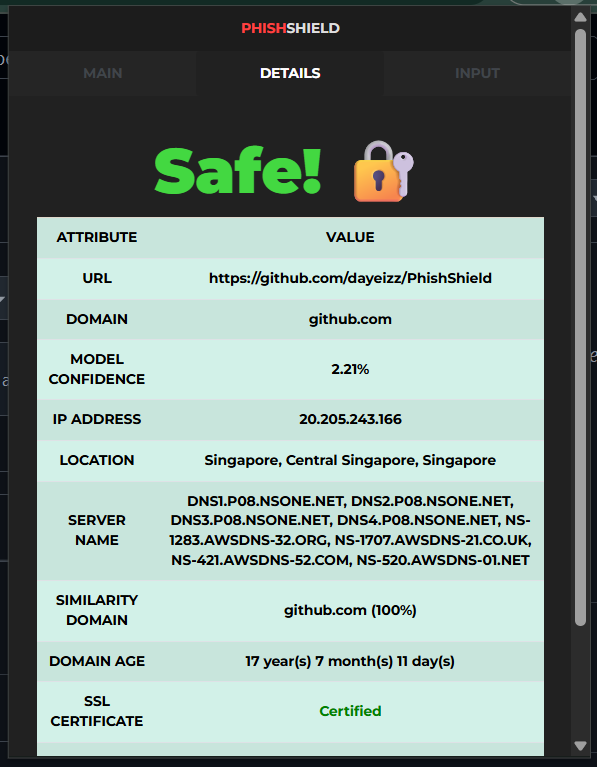 PHISHSHIELD
MAIN
DETAILS
INPUT
Safe!
ATTRIBUTE
VALUE
URL
https://github.com/dayeizz/PhishShield
DOMAIN
github.com
MODEL
CONFIDENCE
2.21%
IP ADDRESS
20.205.243.166
LOCATION
Singapore, Central Singapore, Singapore
SERVER
NAME
DNS1.P08.NSONE.NET, DNS2.P08.NSONE.NET,
DNS3.P08.NSONE.NET, DNS4.P08.NSONE.NET, NS-
1283.AWSDNS-32.ORG, NS-1707.AWSDNS-21.CO.UK,
NS-421.AWSDNS-52.COM, NS-520.AWSDNS-01.NET
SIMILARITY
DOMAIN
github.com (100%)
DOMAIN AGE
17 year(s) 7 month(s) 11 day(s)
SSL
CERTIFICATE
Certified